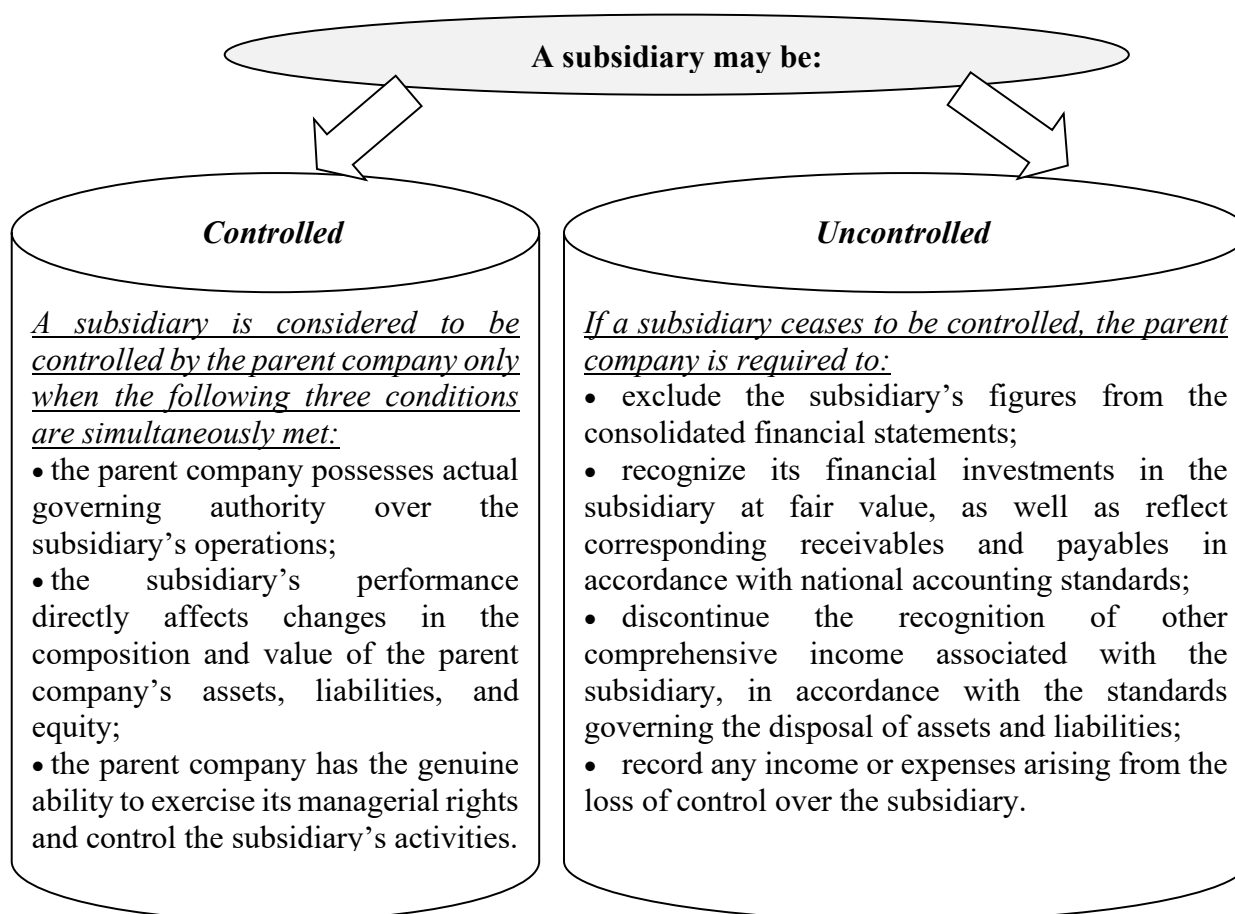 A subsidiary may be:
Controlled
A subsidiary is considered to be
controlled by the parent company only
when the following three conditions
are simultaneously met:
• the parent company possesses actual
governing authority over the
subsidiary’s operations;
• the subsidiary’s performance
directly affects changes in the
composition and value of the parent
company’s assets, liabilities, and
equity;
• the parent company has the genuine
ability to exercise its managerial rights
and control the subsidiary’s activities.
Uncontrolled
If a subsidiary ceases to be controlled, the parent
company is required to:
• exclude the subsidiary’s figures from the
consolidated financial statements;
• recognize its financial investments in the
subsidiary at fair value, as well as reflect
corresponding receivables and payables in
accordance with national accounting standards;
• discontinue the recognition of other
comprehensive income associated with the
subsidiary, in accordance with the standards
governing the disposal of assets and liabilities;
• record any income or expenses arising from the
loss of control over the subsidiary.